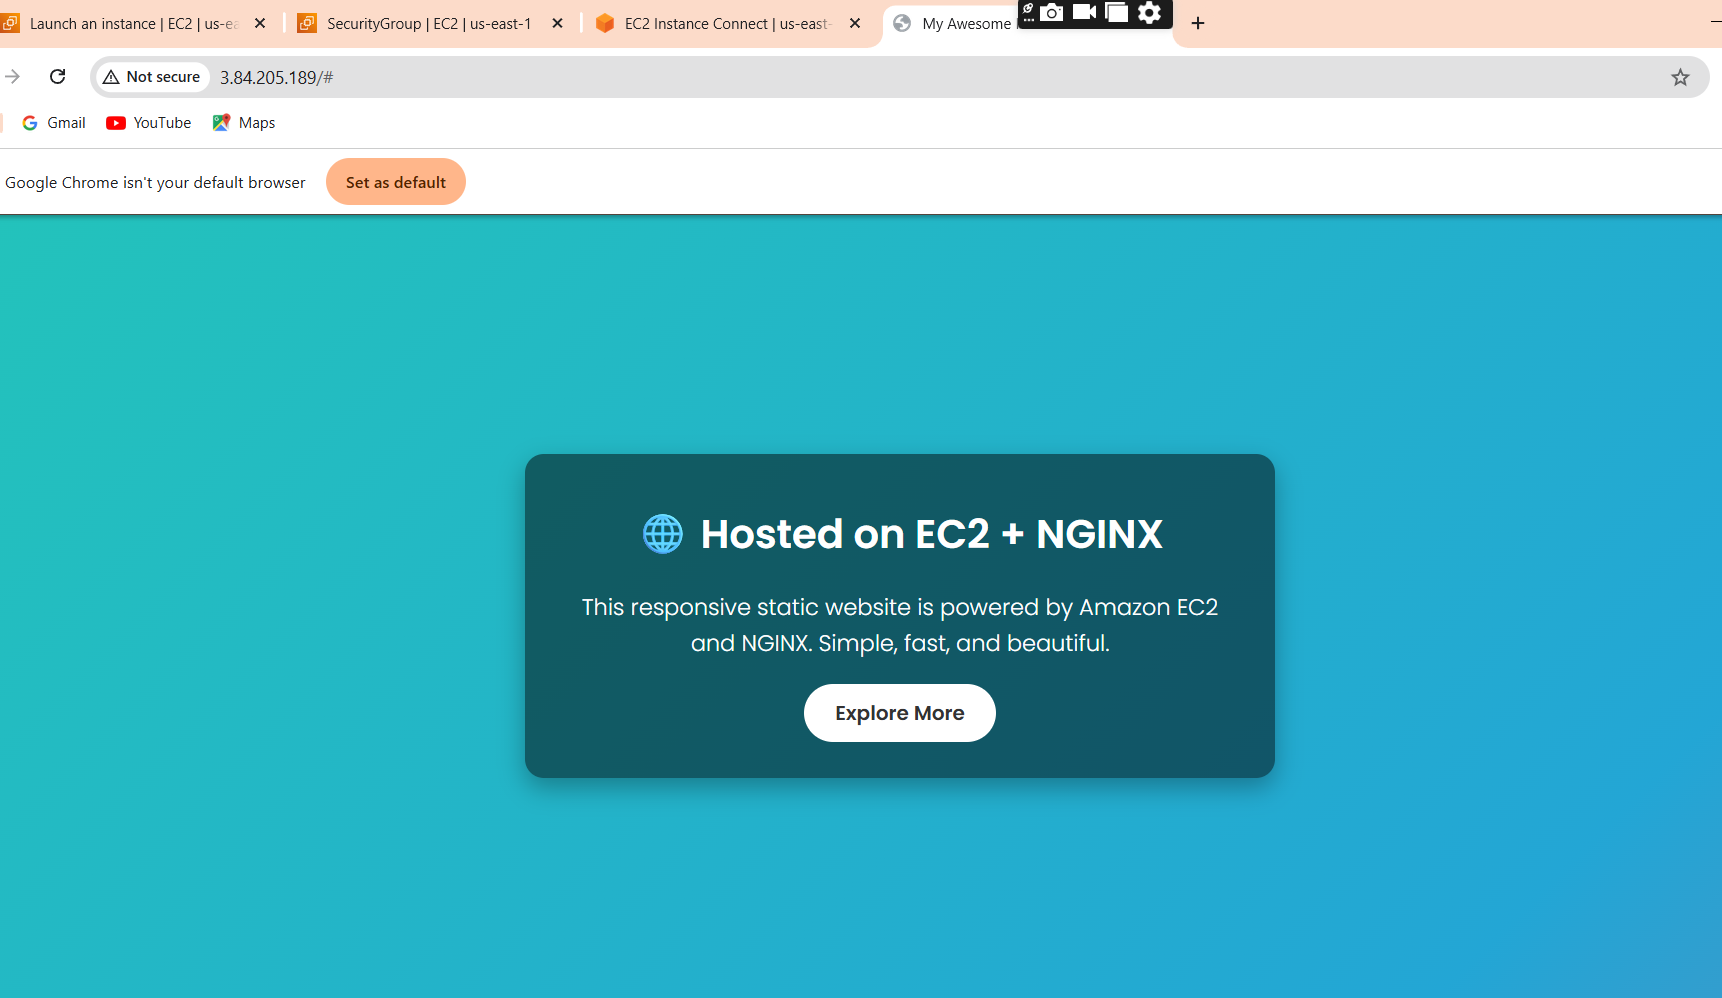 Launch an instance | EC2 | us-ea
SecurityGroup | EC2 | us-east-1
EC2 Instance Connect | us-east-
My Awesome
Not secure
3.84.205.189/#
Gmail
YouTube
Maps
Google Chrome isn't your default browser
Set as default
Hosted on EC2 + NGINX
This responsive static website is powered by Amazon EC2
and NGINX. Simple, fast, and beautiful.
Explore More